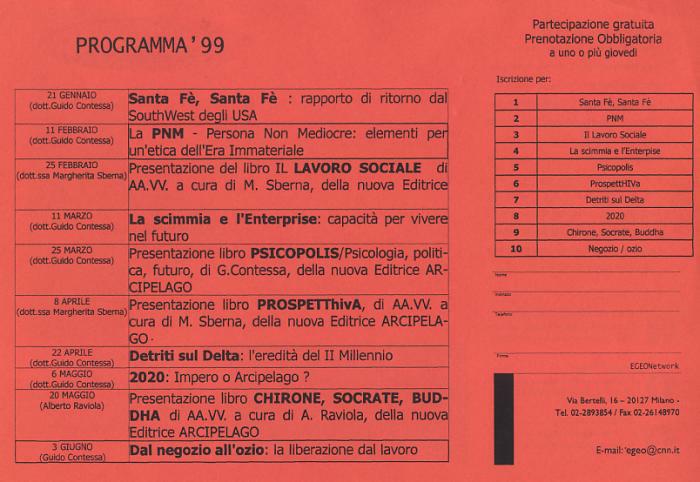 PROGRAMMA '99
21 GENNAIO
(dott.Guido Contessa)
Santa Fè, Santa Fè : rapporto di ritorno dal
SouthWest degli USA
11 FEBBRAIO
(dott.Guido Contessa)
La PNM - Persona Non Mediocre: elementi per
un'etica dell'Era Immateriale
25 FEBBRAIO
(dott.ssa Margherita Sberna)
Presentazione del libro IL LAVORO SOCIALE di
AA.VV. a cura di M. Sberna, della nuova Editrice
11 MARZO
(dott.Guido Contessa)
La scimmia e l'Enterprise: capacità per vivere
nel futuro
25 MARZO
(dott.Guido Contessa)
Presentazione libro PSICOPOLIS/Psicologia, politi-
ca, futuro, di G.Contessa, della nuova Editrice AR-
CIPELAGO
8 APRILE
(dott.ssa Margherita Sberna)
Presentazione libro PROSPETThivA, di AA.VV. a
cura di M. Sberna, della nuova Editrice ARCIPELA-
GO·
22 APRILE
(dott.Guido Contessa)
Detriti sul Delta: l'eredità del II Millennio
6 MAGGIO
(dott.Guido Contessa)
2020: Impero o Arcipelago ?
20 MAGGIO
(Alberto Raviola)
Presentazione libro CHIRONE, SOCRATE, BUD-
DHA di AA.VV. a cura di A. Raviola, della nuova
Editrice ARCIPELAGO
3 GIUGNO
(Guido Contessa)
Dal negozio all'ozio: la liberazione dal lavoro
Partecipazione gratuita
Prenotazione Obbligatoria
a uno o più giovedi
Iscrizione per:
1 Santa Fè, Santa Fè
2 PNM
3 Il Lavoro Sociale
4 La scimmia e l'Enterpise
5 Psicopolis
6 ProspettHIVa
7 Detriti sul Delta
8 2020
9 Chirone, Socrate, Buddha
10 Negozio / ozio
Nome
Indirizzo
Telefono
Firma
EGEONetwork
Via Bertelli, 16 – 20127 Milano -
Tel. 02-2893854 / Fax 02-26148970
E-mail:'egeo@cnn.it